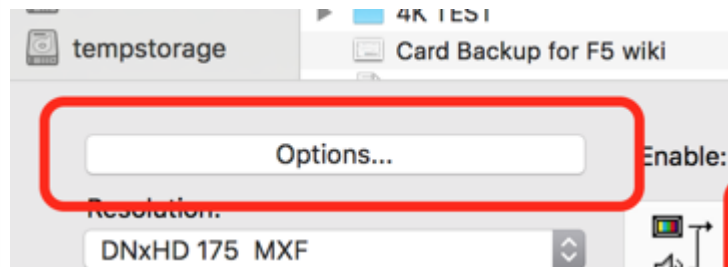 4K TEST
tempstorage
Card Backup for F5 wiki
Options...
Enable:
Resolution:
DNxHD 175 MXF